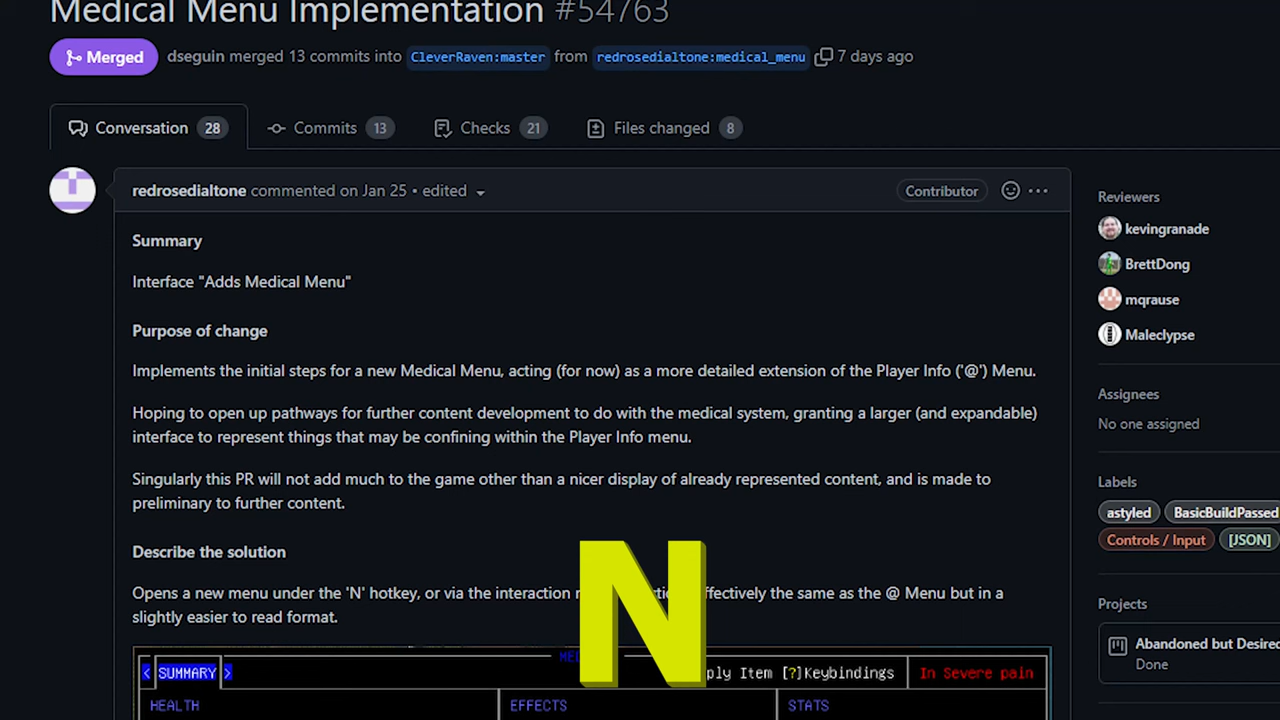 Medical Menu Implementation #54763
Merged dseguin merged 13 commits into CleverRaven:master from redrosedialtone:medical_menu 7 days ago
Conversation 28 Commits 13 Checks 21 Files changed 8
redrosedialtone commented on Jan 25 • edited Contributor
Summary
Interface "Adds Medical Menu"
Purpose of change
Implements the initial steps for a new Medical Menu, acting (for now) as a more detailed extension of the Player Info ('@') Menu.
Hoping to open up pathways for further content development to do with the medical system, granting a larger (and expandable)
interface to represent things that may be confining within the Player Info menu.
Singularly this PR will not add much to the game other than a nicer display of already represented content, and is made to
preliminary to further content.
Describe the solution
Opens a new menu under the 'N' hotkey, or via the interaction effectively the same as the @ Menu but in a
slightly easier to read format.
N
< SUMMARY > Item [?]Keybindings In Severe pain
HEALTH EFFECTS STATS
Reviewers
kevingranade
BrettDong
mqrause
Maleclypse
Assignees
No one assigned
Labels
astyled BasicBuildPassed
Controls / Input [JSON]
Projects
Abandoned but Desired
Done